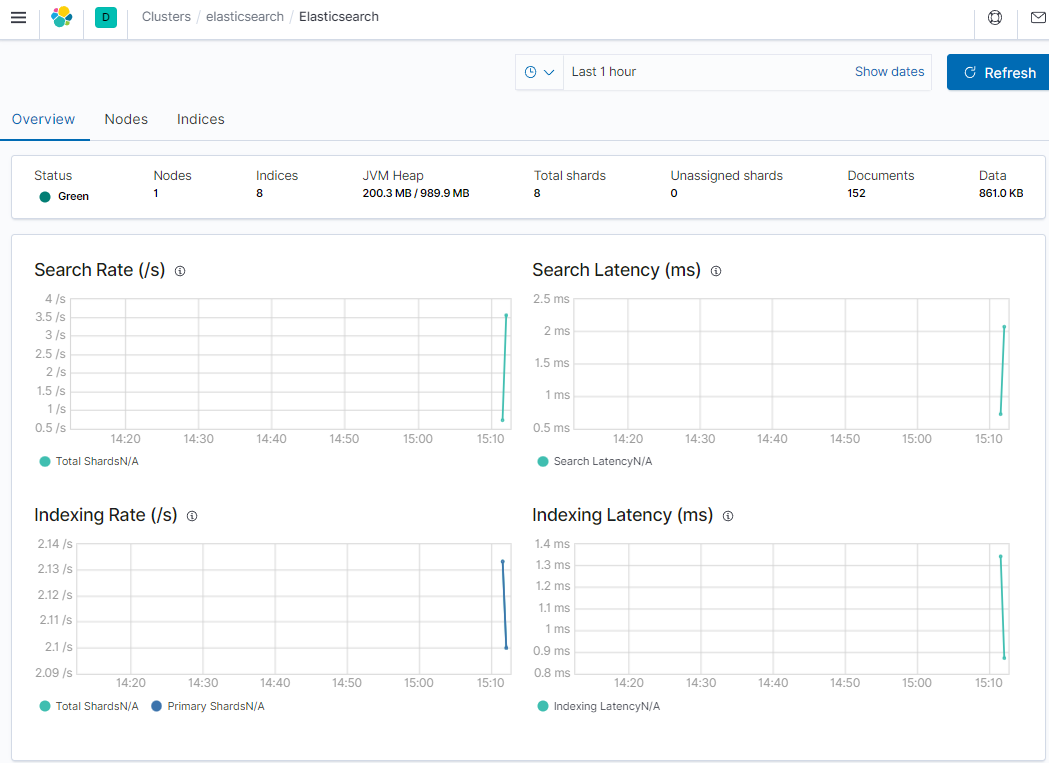 D Clusters / elasticsearch / Elasticsearch
Last 1 hour Show dates Refresh
Overview Nodes Indices
Status Nodes Indices JVM Heap Total shards Unassigned shards Documents Data
Green 1 8 200.3 MB / 989.9 MB 8 0 152 861.0 KB
Search Rate (/s)
4 /s
3.5 /s
3 /s
2.5 /s
2 /s
1.5 /s
1 /s
0.5 /s
14:20 14:30 14:40 14:50 15:00 15:10
Total ShardsN/A
Search Latency (ms)
2.5 ms
2 ms
1.5 ms
1 ms
0.5 ms
14:20 14:30 14:40 14:50 15:00 15:10
Search LatencyN/A
Indexing Rate (/s)
2.14 /s
2.13 /s
2.12 /s
2.11 /s
2.1 /s
2.09 /s
14:20 14:30 14:40 14:50 15:00 15:10
Total ShardsN/A Primary ShardsN/A
Indexing Latency (ms)
1.4 ms
1.3 ms
1.2 ms
1.1 ms
1 ms
0.9 ms
0.8 ms
14:20 14:30 14:40 14:50 15:00 15:10
Indexing LatencyN/A